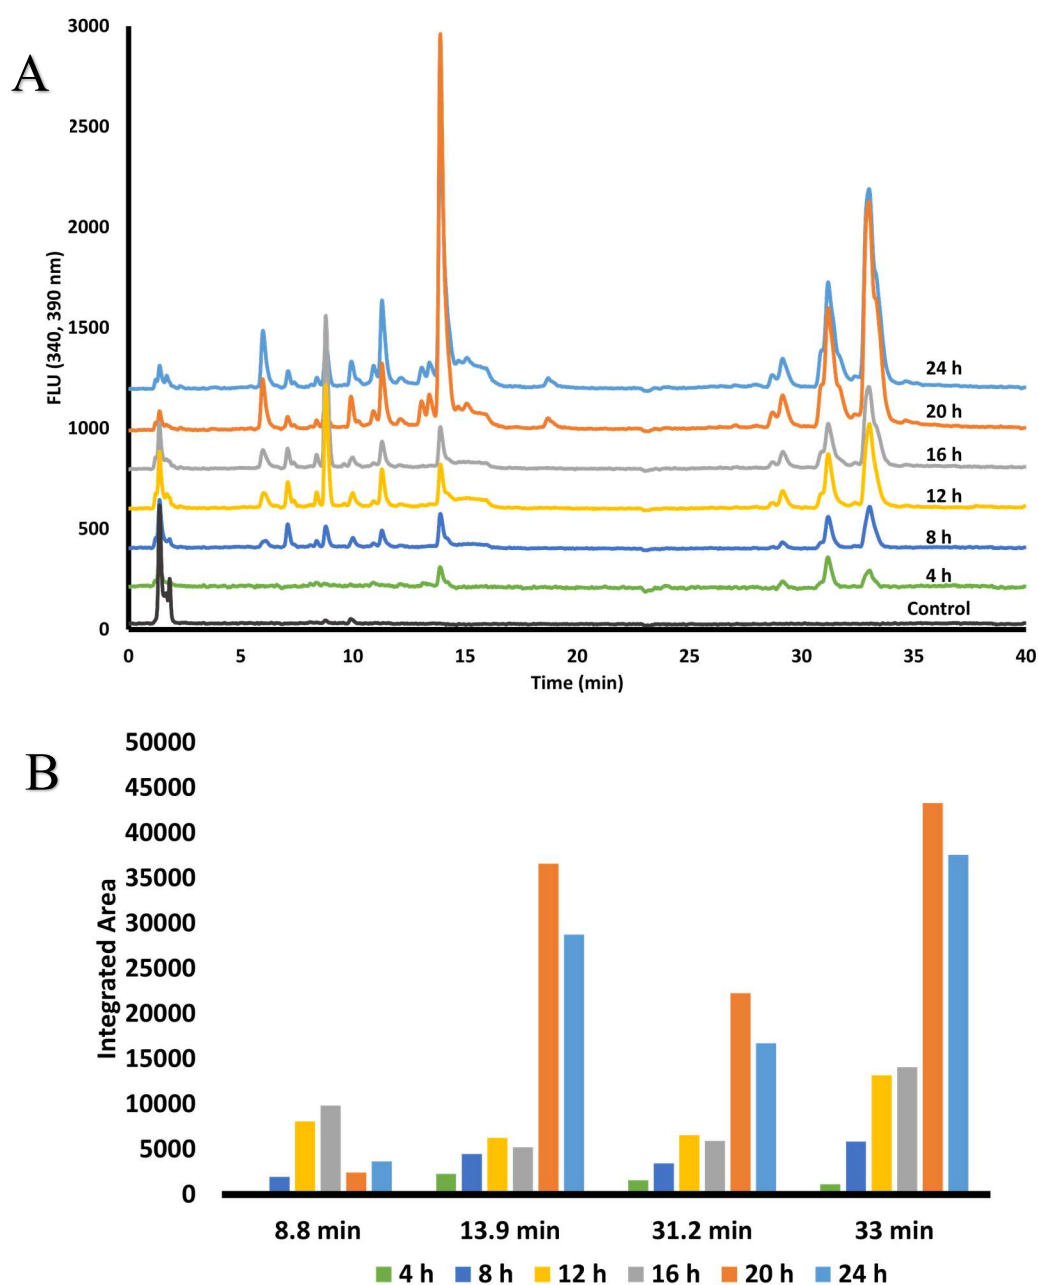 A
3000
2500
2000
1500
1000
500
0
FLU (340, 390 nm)
24 h
20 h
16 h
12 h
8 h
4 h
Control
0 5 10 15 20 25 30 35 40
Time (min)
B
50000
45000
40000
35000
30000
25000
20000
15000
10000
5000
0
Integrated Area
8.8 min 13.9 min 31.2 min 33 min
4 h 8 h 12 h 16 h 20 h 24 h